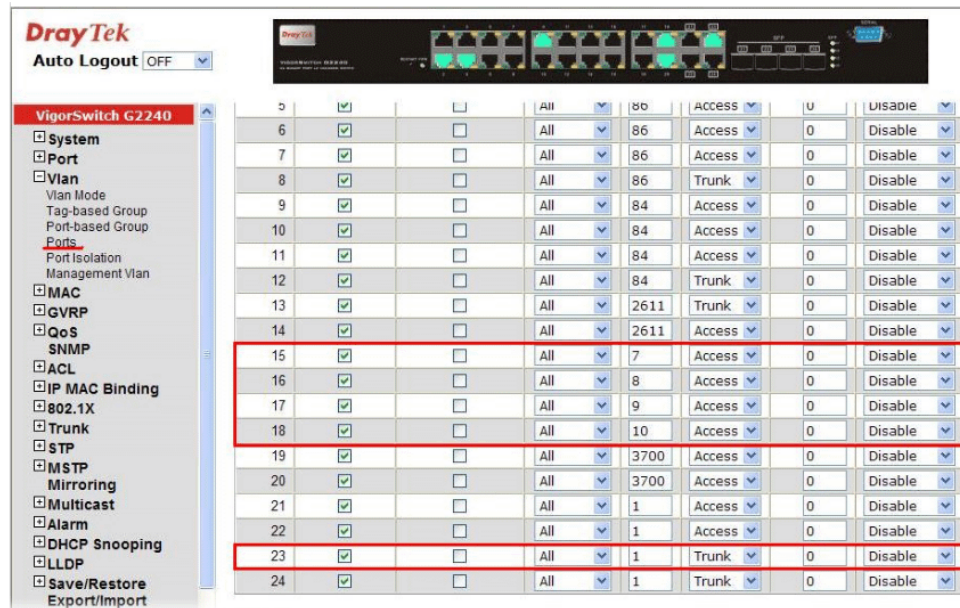 DrayTek
Auto Logout OFF
VigorSwitch G2240
System
Port
Vlan
Vlan Mode
Tag-based Group
Port-based Group
Ports
Port Isolation
Management Vlan
MAC
GVRP
QoS
SNMP
ACL
IP MAC Binding
802.1X
Trunk
STP
MSTP
Mirroring
Multicast
Alarm
DHCP Snooping
LLDP
Save/Restore
Export/Import
DrayTek
VIGORSWITCH G2240
SFP
SERIAL
5 All 86 Access 0 Disable
6 All 86 Access 0 Disable
7 All 86 Access 0 Disable
8 All 86 Trunk 0 Disable
9 All 84 Access 0 Disable
10 All 84 Access 0 Disable
11 All 84 Access 0 Disable
12 All 84 Trunk 0 Disable
13 All 2611 Trunk 0 Disable
14 All 2611 Access 0 Disable
15 All 7 Access 0 Disable
16 All 8 Access 0 Disable
17 All 9 Access 0 Disable
18 All 10 Access 0 Disable
19 All 3700 Access 0 Disable
20 All 3700 Access 0 Disable
21 All 1 Access 0 Disable
22 All 1 Access 0 Disable
23 All 1 Trunk 0 Disable
24 All 1 Trunk 0 Disable